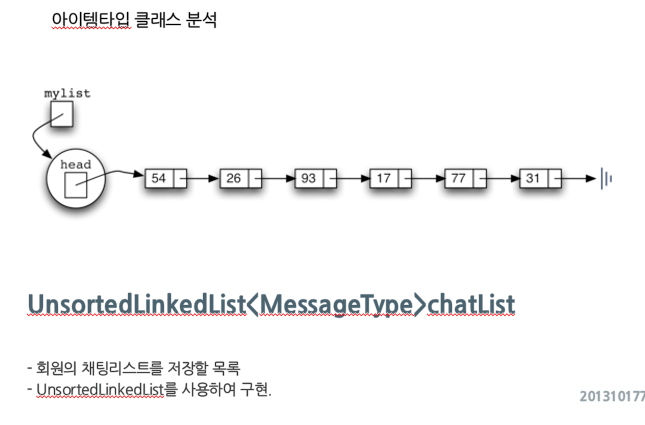 아이템타입 클래스 분석
mylist
head
54 26 93 17 77 31
UnsortedLinkedList<MessageType>chatList
- 회원의 채팅리스트를 저장할 목록
- UnsortedLinkedList를 사용하여 구현.
201310177